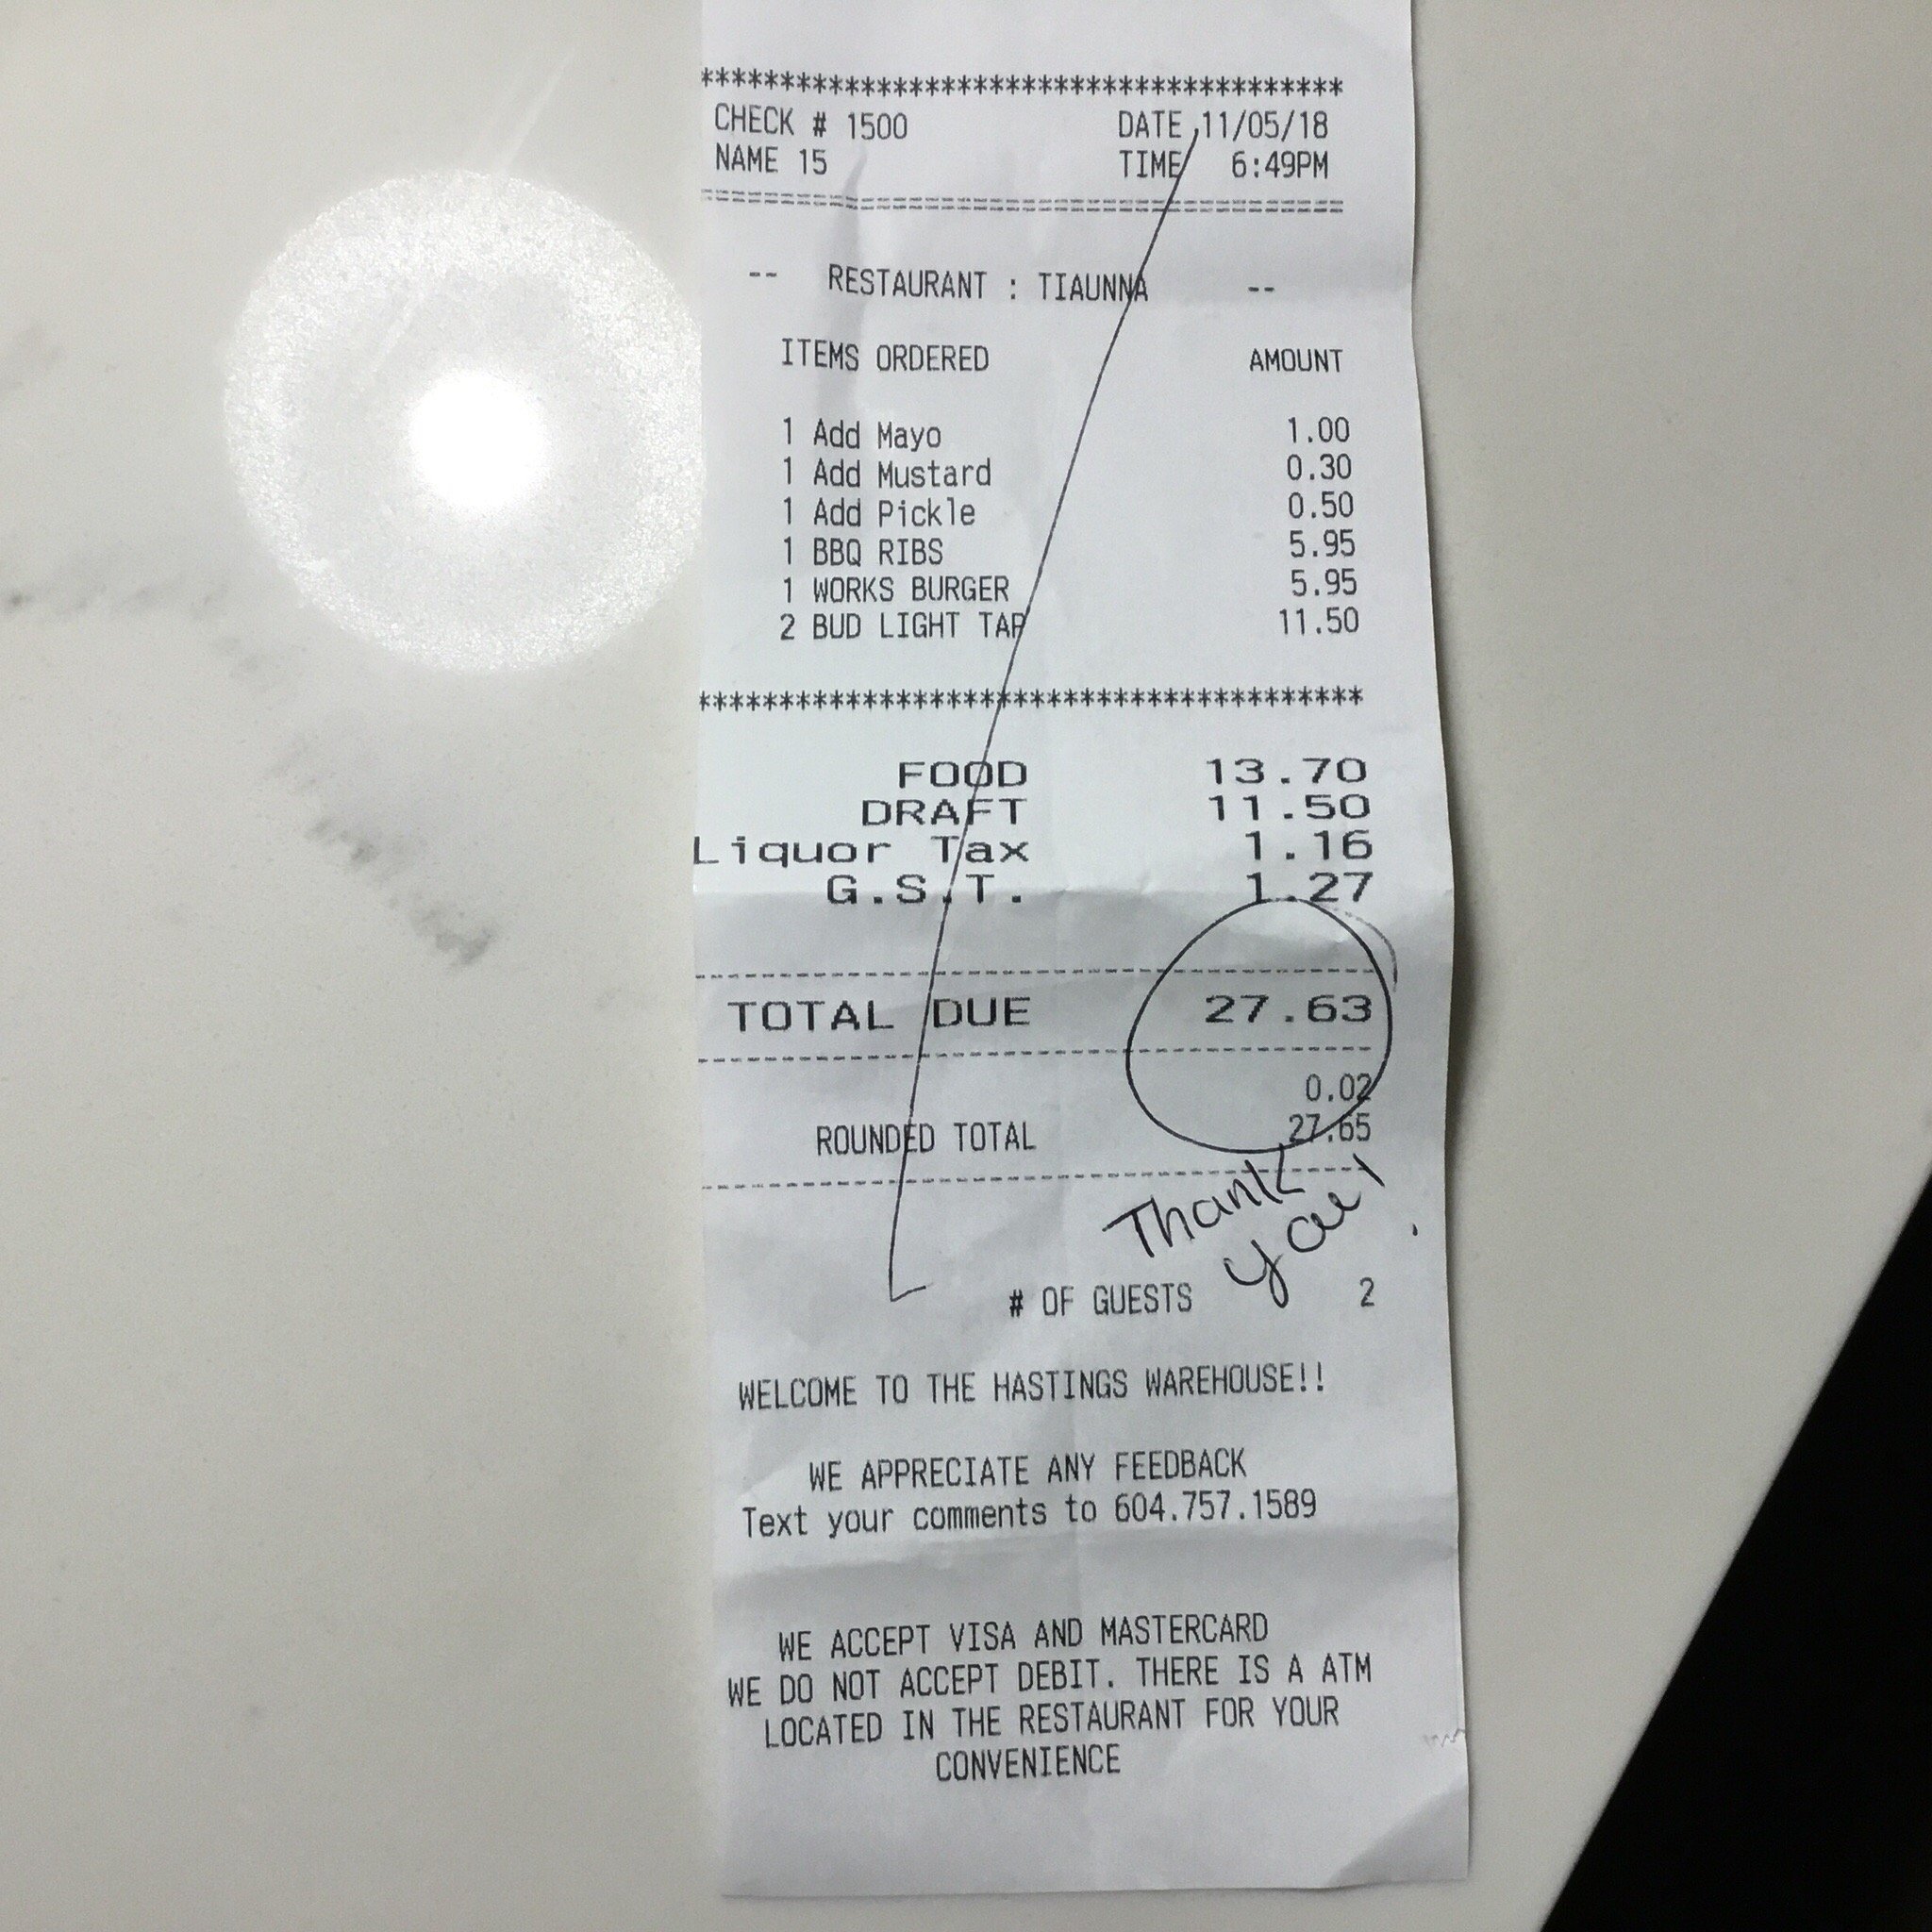 ****************************************
CHECK # 1500 DATE 11/05/18
NAME 15 TIME 6:49PM
========================================
-- RESTAURANT : TIAUNNA --
ITEMS ORDERED AMOUNT
1 Add Mayo 1.00
1 Add Mustard 0.30
1 Add Pickle 0.50
1 BBQ RIBS 5.95
1 WORKS BURGER 5.95
2 BUD LIGHT TAP 11.50
****************************************
FOOD 13.70
DRAFT 11.50
Liquor Tax 1.16
G.S.T. 1.27
TOTAL DUE 27.63
0.02
ROUNDED TOTAL 27.65
Thank
you!
# OF GUESTS 2
WELCOME TO THE HASTINGS WAREHOUSE!!
WE APPRECIATE ANY FEEDBACK
Text your comments to 604.757.1589
WE ACCEPT VISA AND MASTERCARD
WE DO NOT ACCEPT DEBIT. THERE IS A ATM
LOCATED IN THE RESTAURANT FOR YOUR
CONVENIENCE